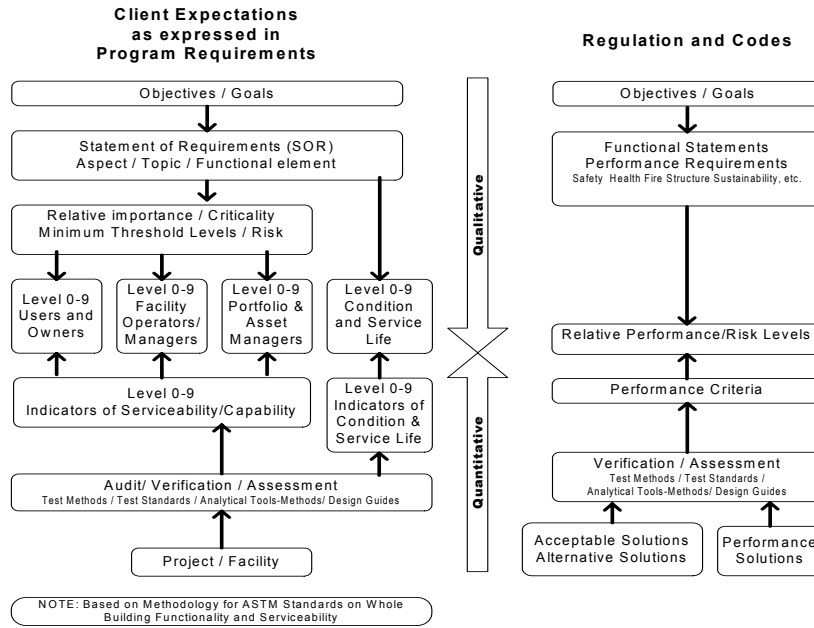 Client Expectations
as expressed in
Program Requirements
Objectives / Goals
Statement of Requirements (SOR)
Aspect / Topic / Functional element
Relative importance / Criticality
Minimum Threshold Levels / Risk
Level 0-9
Users and
Owners
Level 0-9
Facility
Operators/
Managers
Level 0-9
Portfolio &
Asset
Managers
Level 0-9
Condition
and Service
Life
Level 0-9
Indicators of Serviceability/Capability
Level 0-9
Indicators of
Condition &
Service Life
Audit/ Verification / Assessment
Test Methods / Test Standards / Analytical Tools-Methods/ Design Guides
Project / Facility
NOTE: Based on Methodology for ASTM Standards on Whole
Building Functionality and Serviceability
Qualitative
Quantitative
Regulation and Codes
Objectives / Goals
Functional Statements
Performance Requirements
Safety Health Fire Structure Sustainability, etc.
Relative Performance/Risk Levels
Performance Criteria
Verification / Assessment
Test Methods / Test Standards /
Analytical Tools-Methods/ Design Guides
Acceptable Solutions
Alternative Solutions
Performance
Solutions